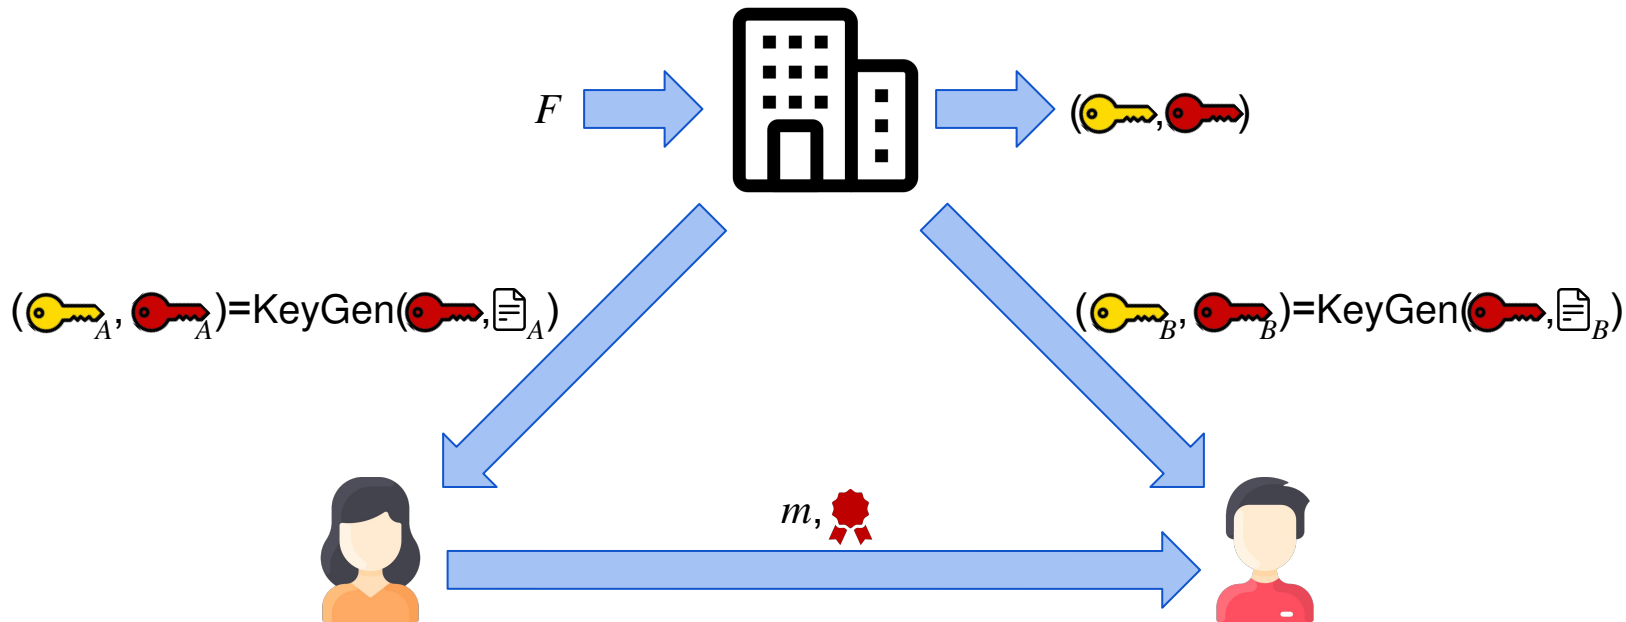 F
( , )
( A, A)=KeyGen( , A)
( B, B)=KeyGen( , B)
m,